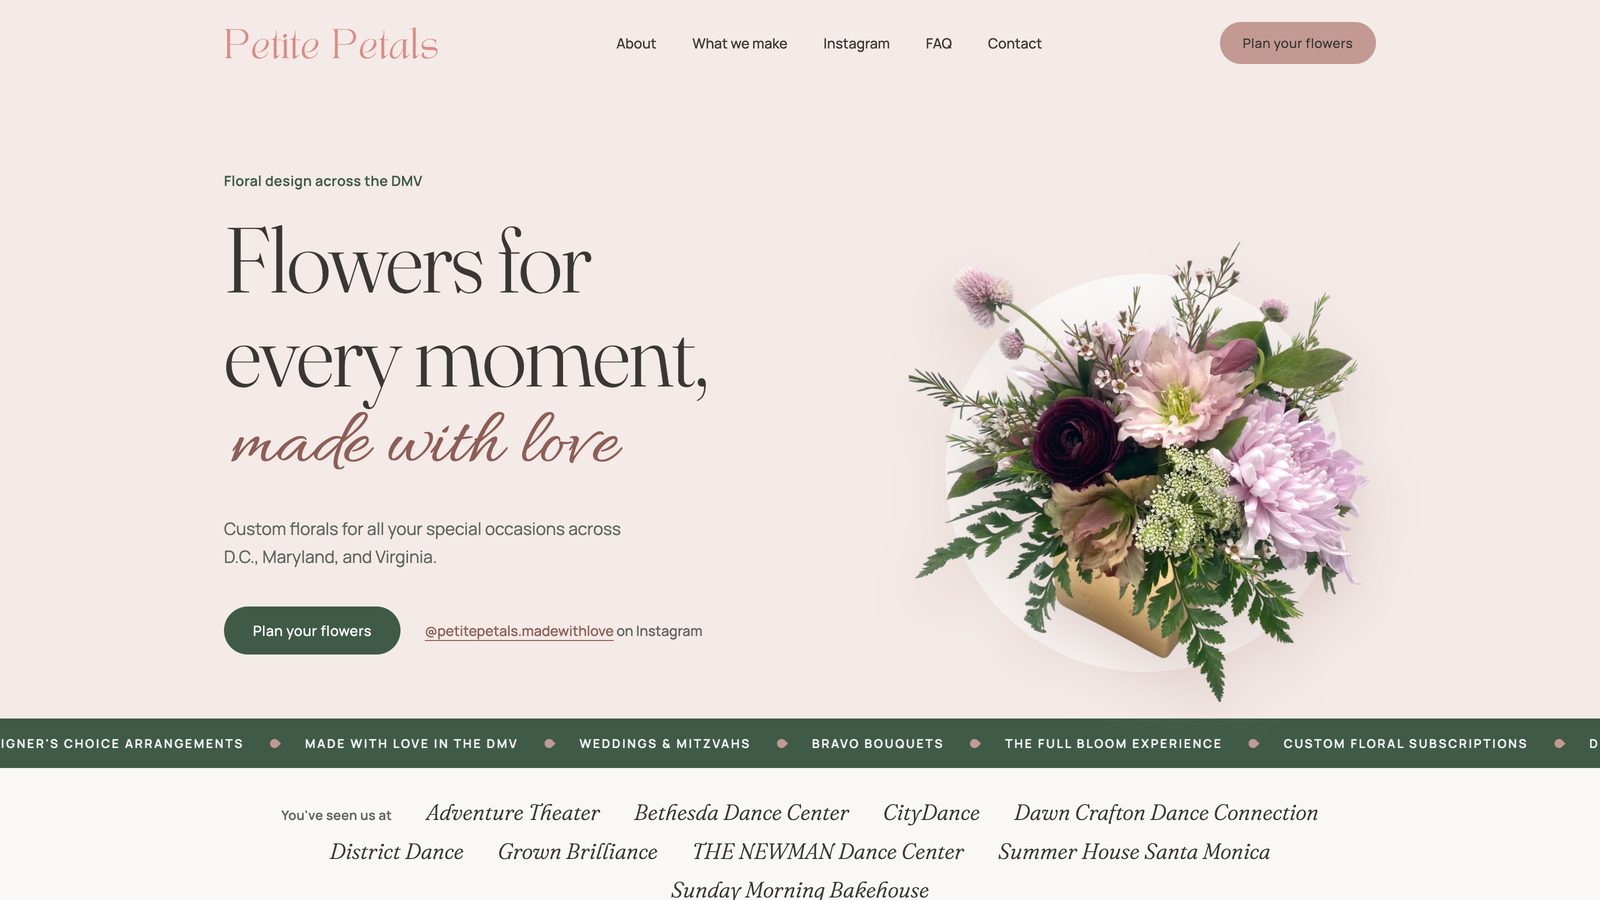 Petite Petals
About What we make Instagram FAQ Contact
Plan your flowers
Floral design across the DMV
Flowers for
every moment,
made with love
Custom florals for all your special occasions across
D.C., Maryland, and Virginia.
Plan your flowers
@petitepetals.madewithlove on Instagram
IGNER'S CHOICE ARRANGEMENTS MADE WITH LOVE IN THE DMV WEDDINGS & MITZVAHS BRAVO BOUQUETS THE FULL BLOOM EXPERIENCE CUSTOM FLORAL SUBSCRIPTIONS D
You've seen us at Adventure Theater Bethesda Dance Center CityDance Dawn Crafton Dance Connection
District Dance Grown Brilliance THE NEWMAN Dance Center Summer House Santa Monica
Sunday Morning Bakehouse